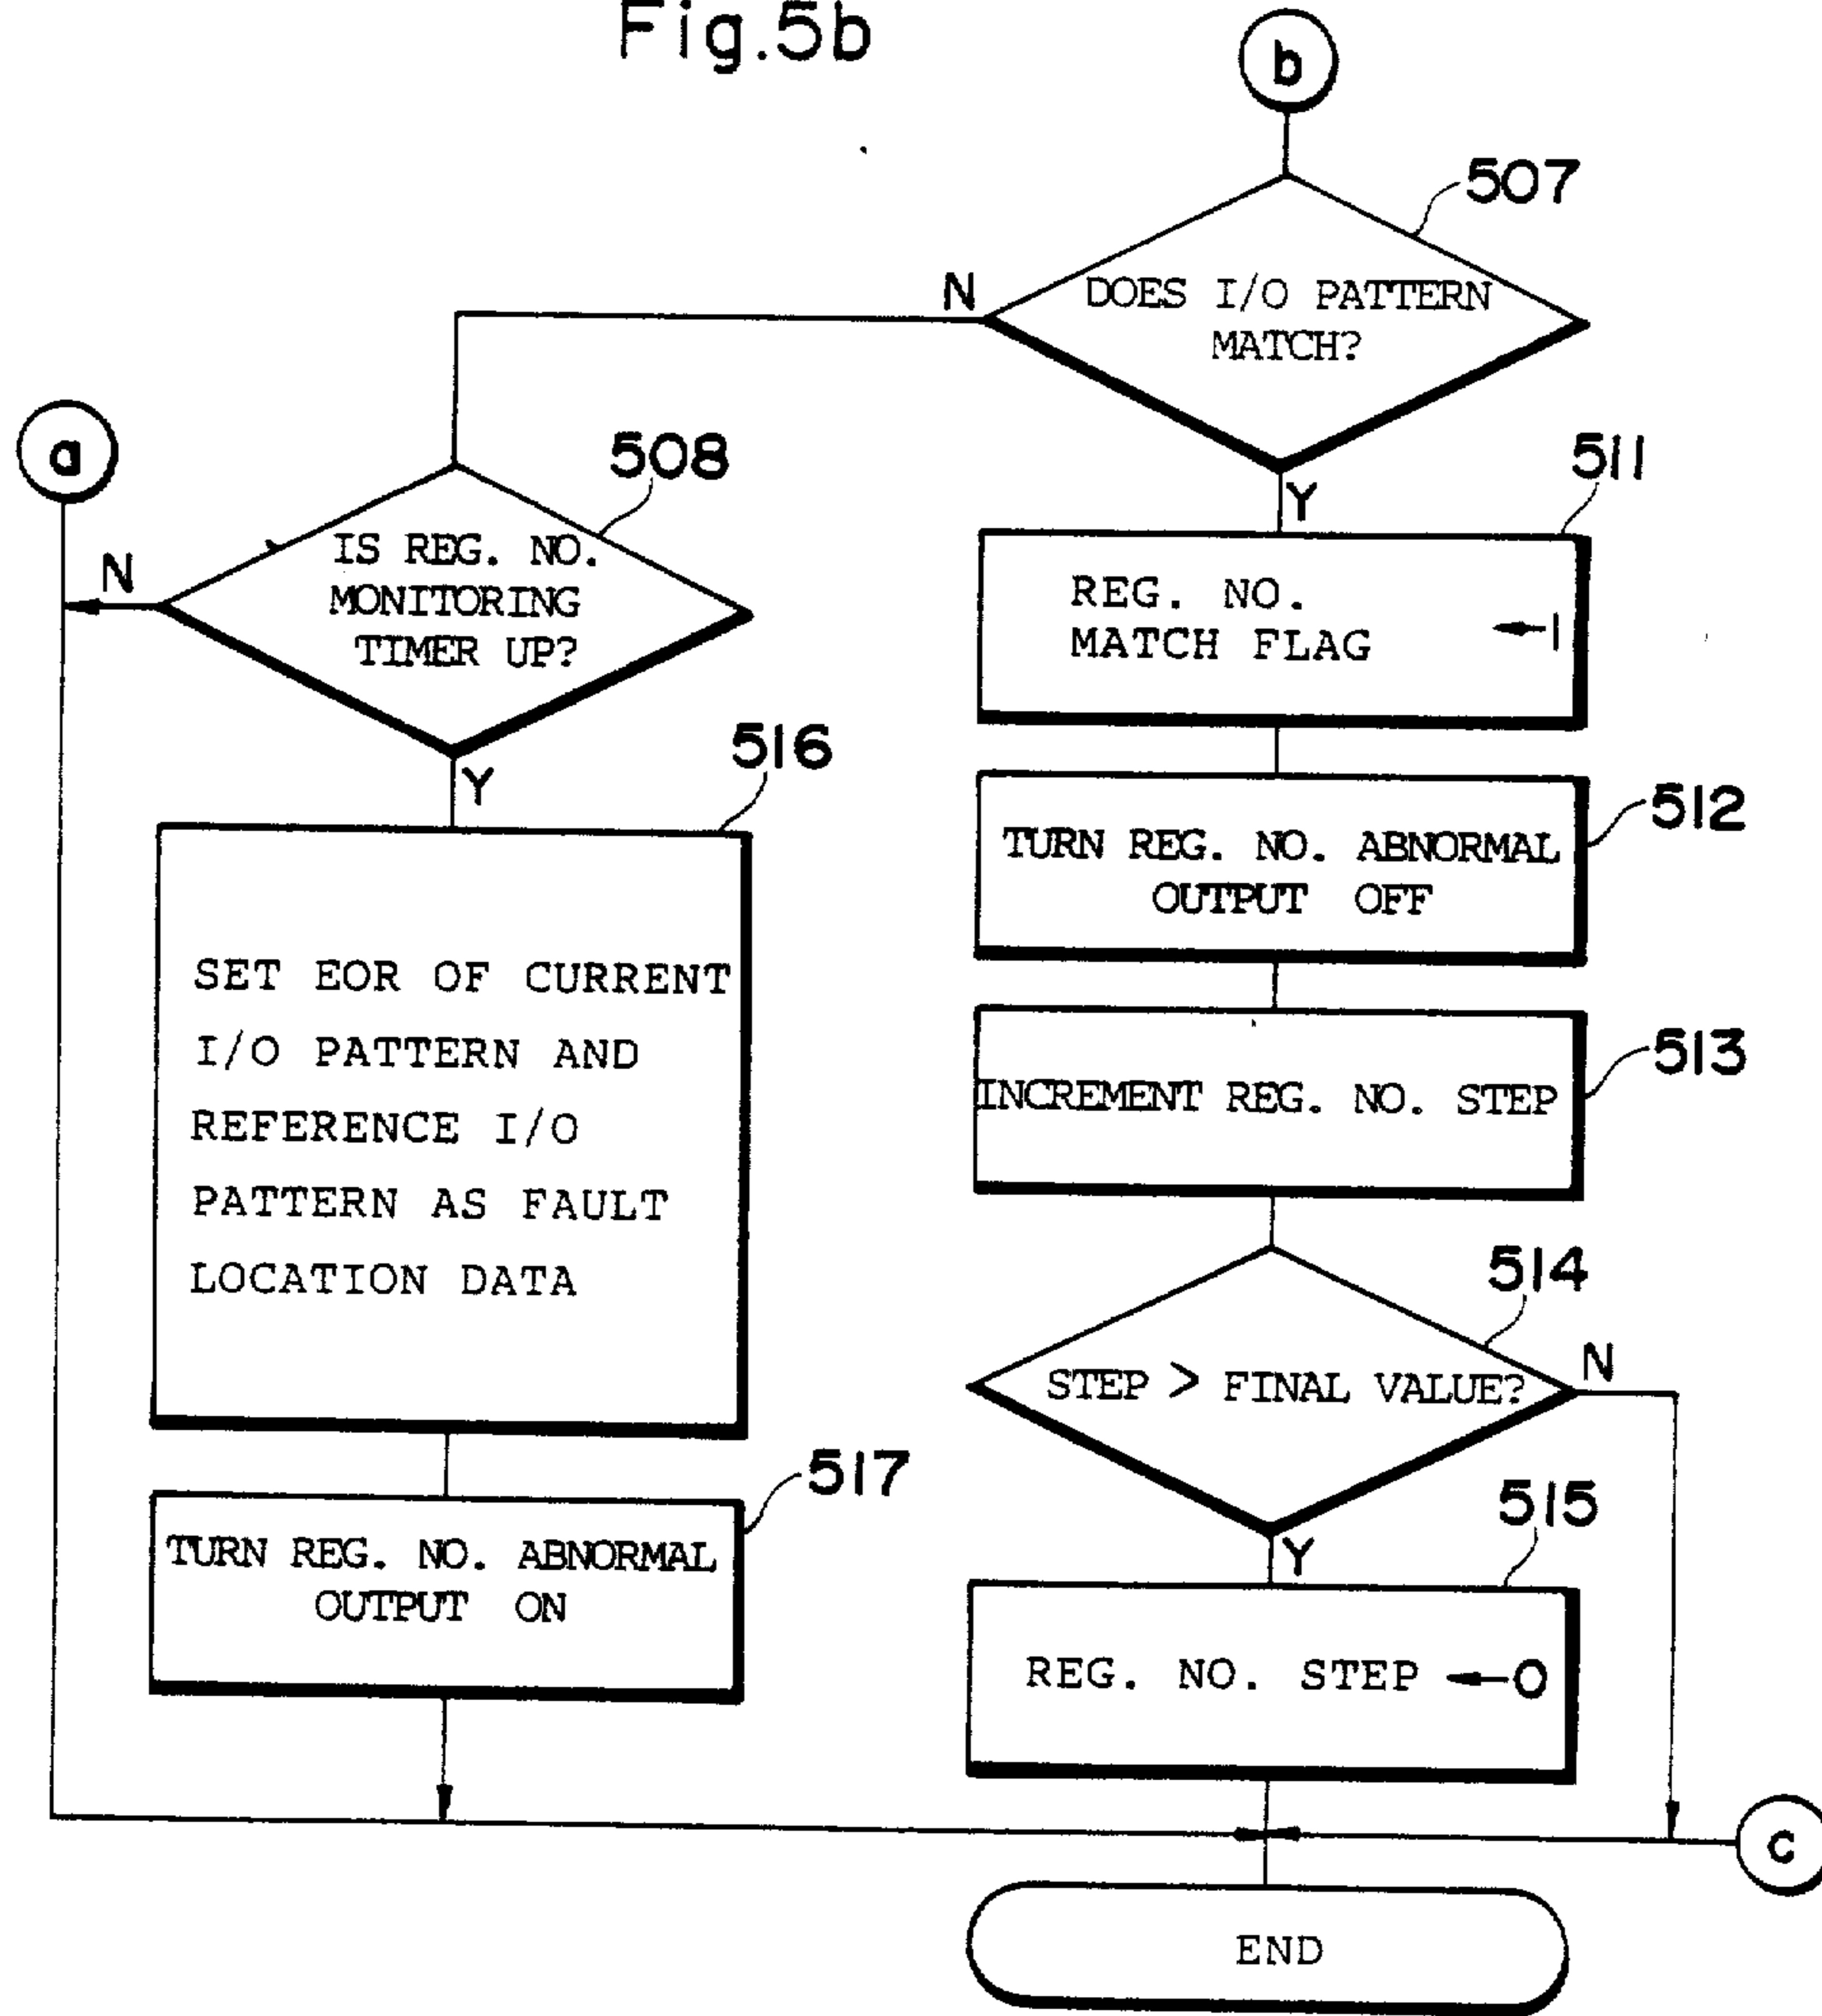 Fig.5b
b
507
N
DOES I/O PATTERN
MATCH?
Y
a
508
N
IS REG. NO.
MONITORING
TIMER UP?
Y
511
REG. NO.
MATCH FLAG ←1
512
TURN REG. NO. ABNORMAL
OUTPUT OFF
516
SET EOR OF CURRENT
I/O PATTERN AND
REFERENCE I/O
PATTERN AS FAULT
LOCATION DATA
513
INCREMENT REG. NO. STEP
514
STEP > FINAL VALUE?
N
Y
517
TURN REG. NO. ABNORMAL
OUTPUT ON
515
REG. NO. STEP ←0
c
END